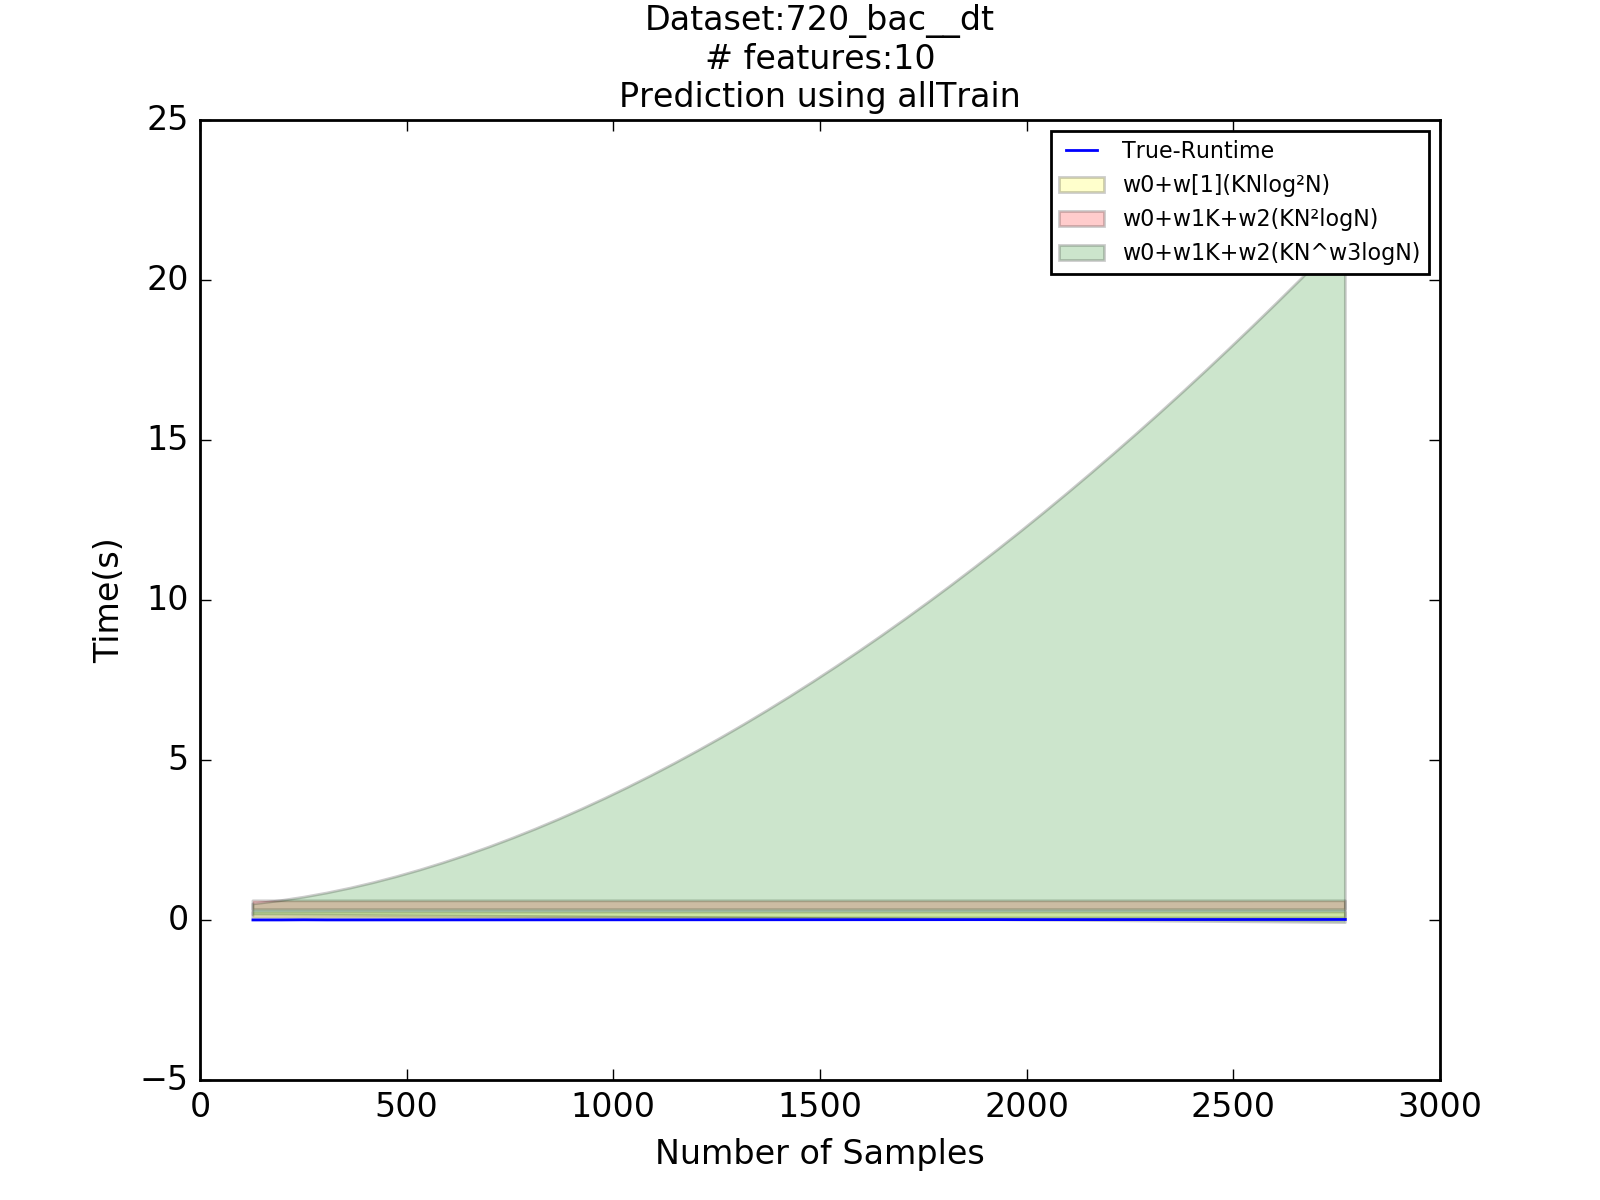 Dataset:720_bac__dt
# features:10
Prediction using allTrain
25
20
15
10
5
0
−5
Time(s)
True-Runtime
w0+w[1](KNlog²N)
w0+w1K+w2(KN²logN)
w0+w1K+w2(KN^w3logN)
0 500 1000 1500 2000 2500 3000
Number of Samples